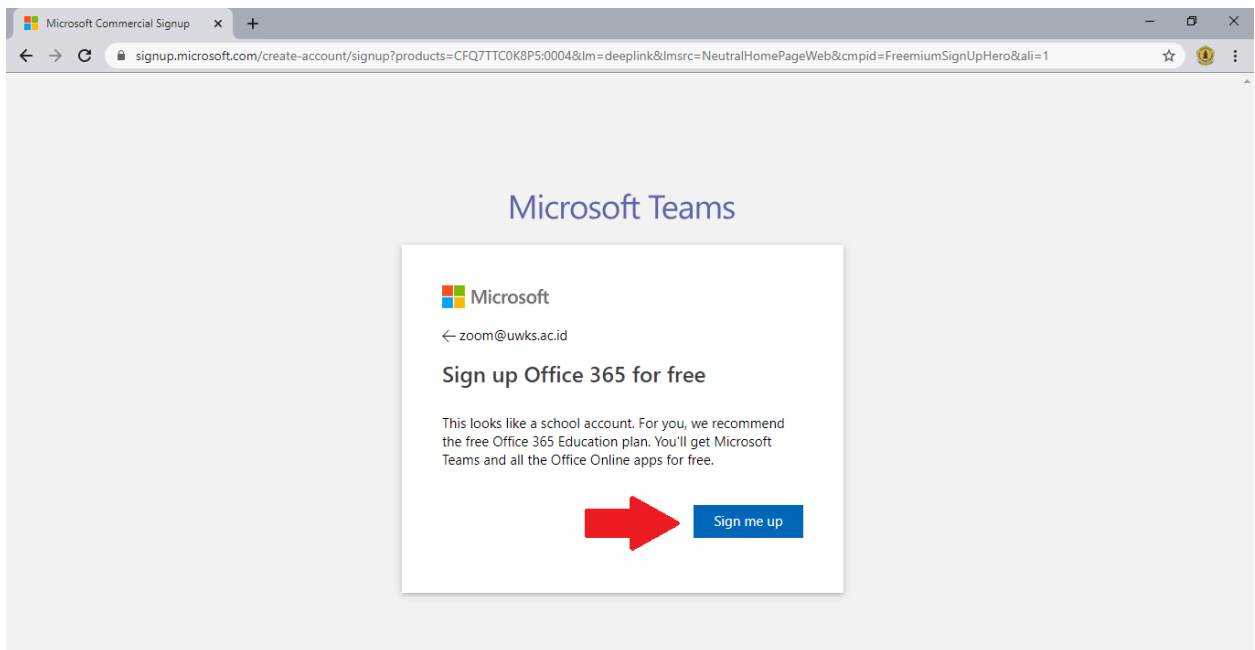 Microsoft Commercial Signup
signup.microsoft.com/create-account/signup?products=CFQ7TTC0K8P5:0004&lm=deeplink&lmsrc=NeutralHomePageWeb&cmpid=FreemiumSignUpHero&ali=1
Microsoft Teams
Microsoft
zoom@uwks.ac.id
Sign up Office 365 for free
This looks like a school account. For you, we recommend
the free Office 365 Education plan. You'll get Microsoft
Teams and all the Office Online apps for free.
Sign me up